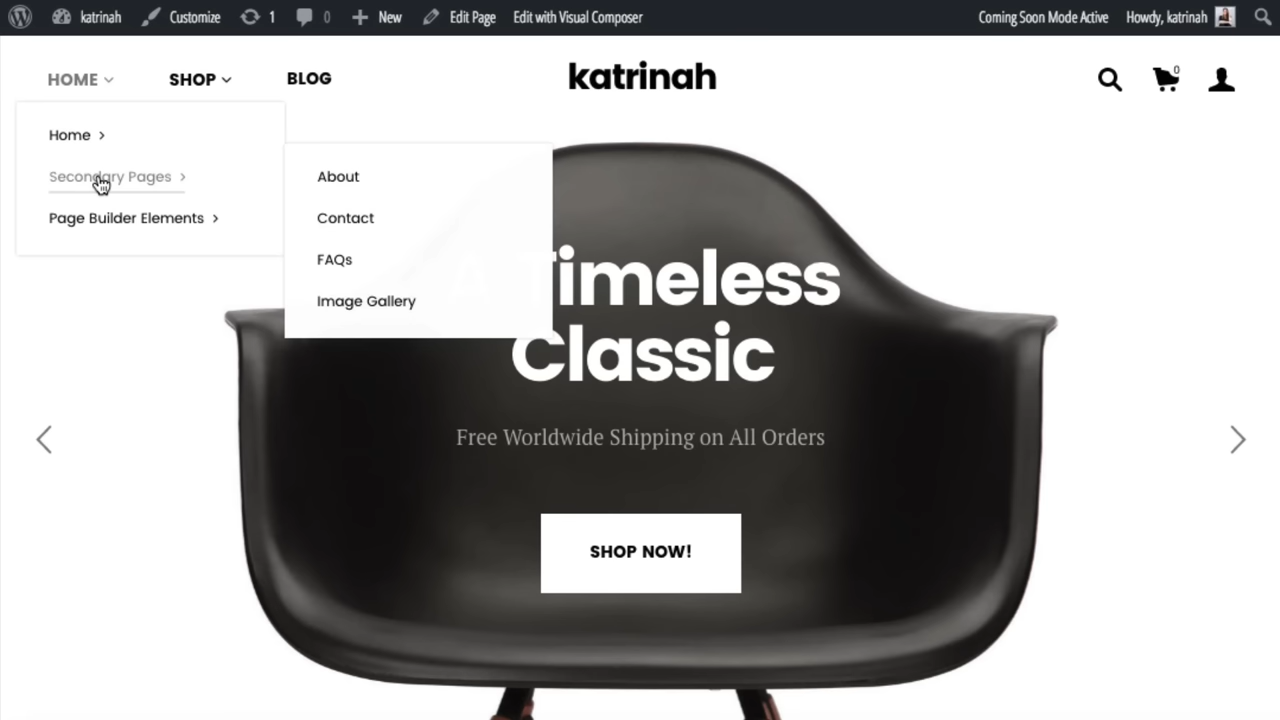 katrinah Customize 1 0 New Edit Page Edit with Visual Composer Coming Soon Mode Active Howdy, katrinah
HOME SHOP BLOG katrinah 0
Home
Secondary Pages
Page Builder Elements
About
Contact
FAQs
Image Gallery
A Timeless
Classic
Free Worldwide Shipping on All Orders
SHOP NOW!